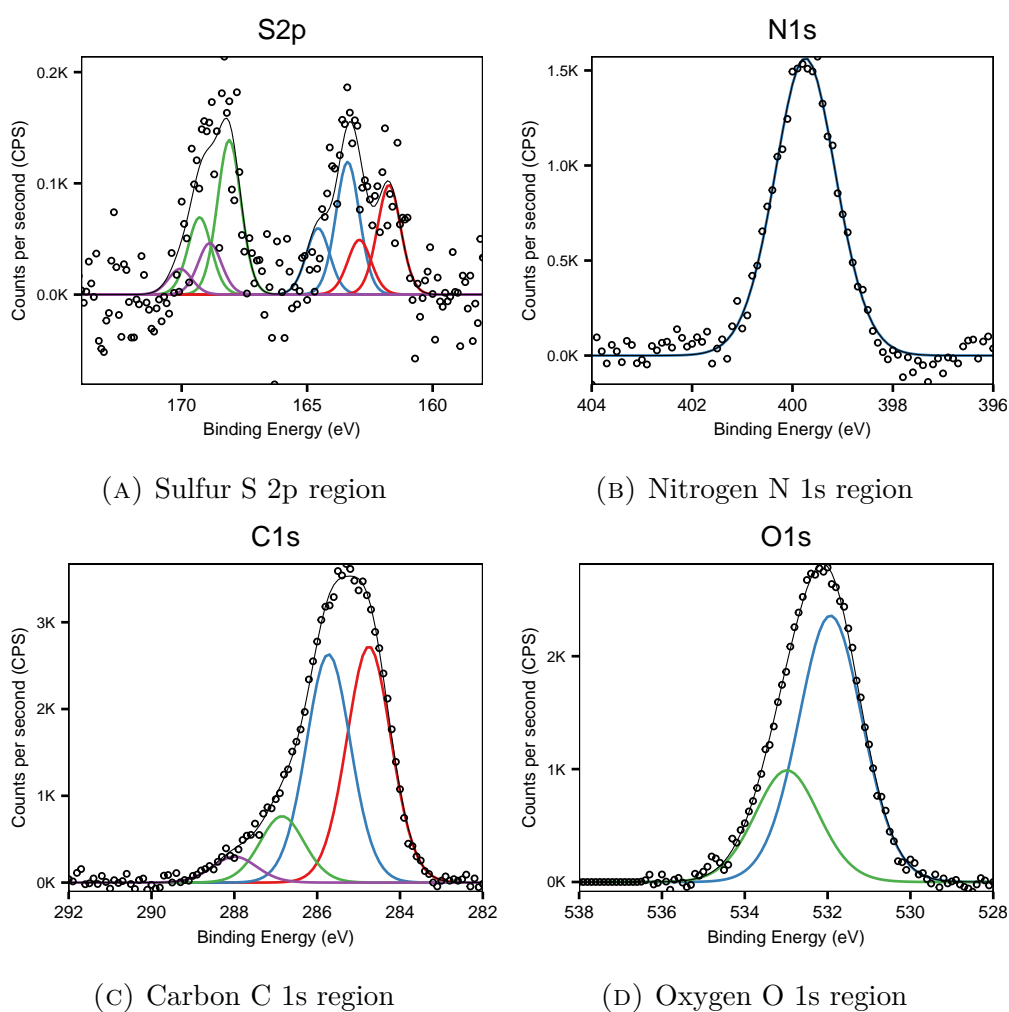 S2p
Counts per second (CPS)
0.2K
0.1K
0.0K
170 165 160
Binding Energy (eV)
(A) Sulfur S 2p region
N1s
Counts per second (CPS)
1.5K
1.0K
0.5K
0.0K
404 402 400 398 396
Binding Energy (eV)
(B) Nitrogen N 1s region
C1s
Counts per second (CPS)
3K
2K
1K
0K
292 290 288 286 284 282
Binding Energy (eV)
(C) Carbon C 1s region
O1s
Counts per second (CPS)
2K
1K
0K
538 536 534 532 530 528
Binding Energy (eV)
(D) Oxygen O 1s region